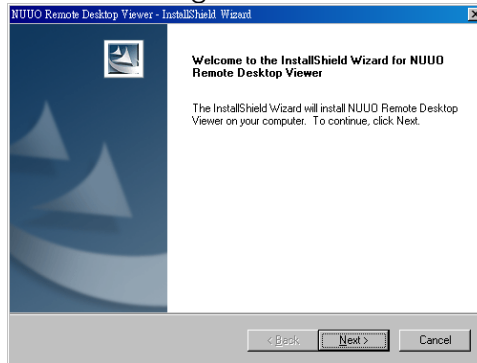 NUUO Remote Desktop Viewer - InstallShield Wizard
Welcome to the InstallShield Wizard for NUUO
Remote Desktop Viewer
The InstallShield Wizard will install NUUO Remote Desktop
Viewer on your computer. To continue, click Next.
< Back
Next >
Cancel